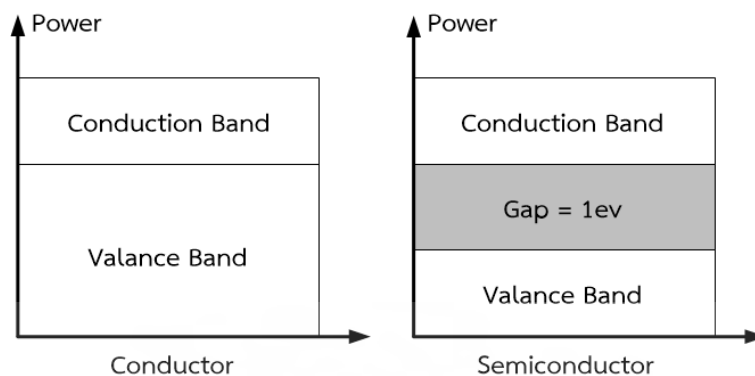 Power
Conduction Band
Valance Band
Conductor
Power
Conduction Band
Gap = 1ev
Valance Band
Semiconductor